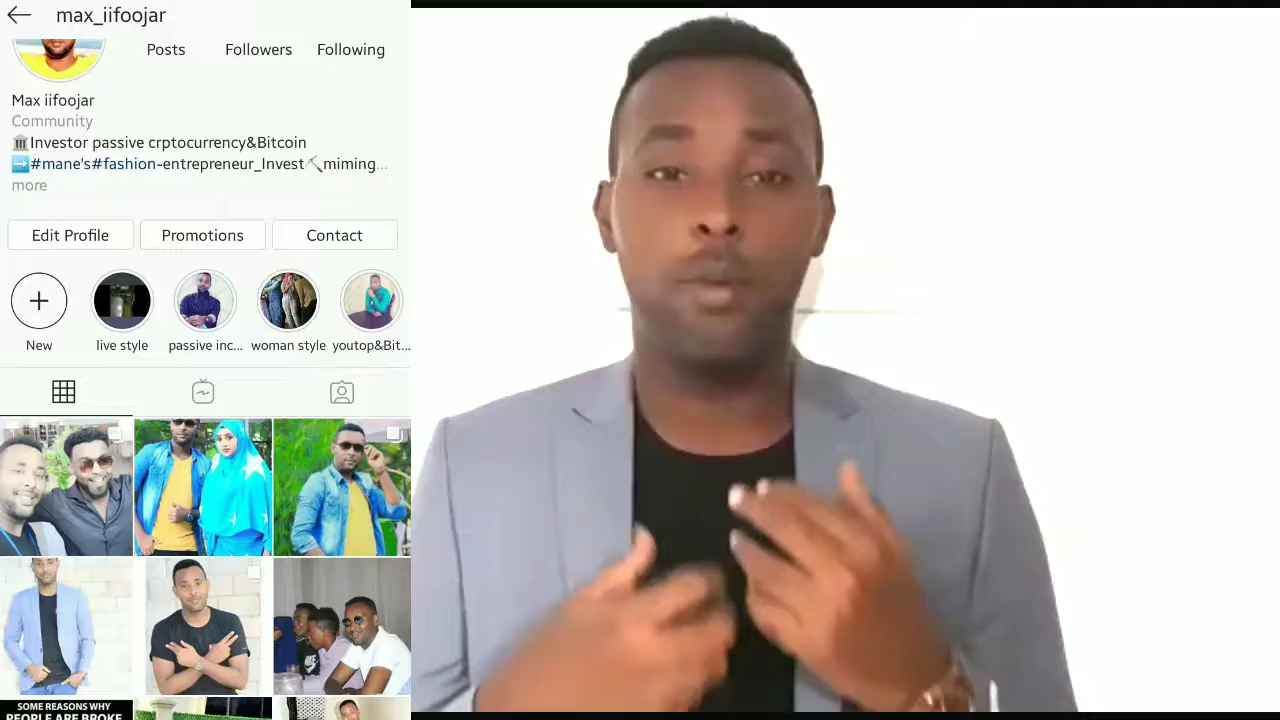 max_iifoojar
Posts Followers Following
Max iifoojar
Community
🏛️Investor passive crptocurrency&Bitcoin
➡️#mane's#fashion-entrepreneur_Invest⛏️miming...
more
Edit Profile Promotions Contact
New live style passive inc... woman style youtop&Bit...
SOME REASONS WHY
PEOPLE ARE BROKE